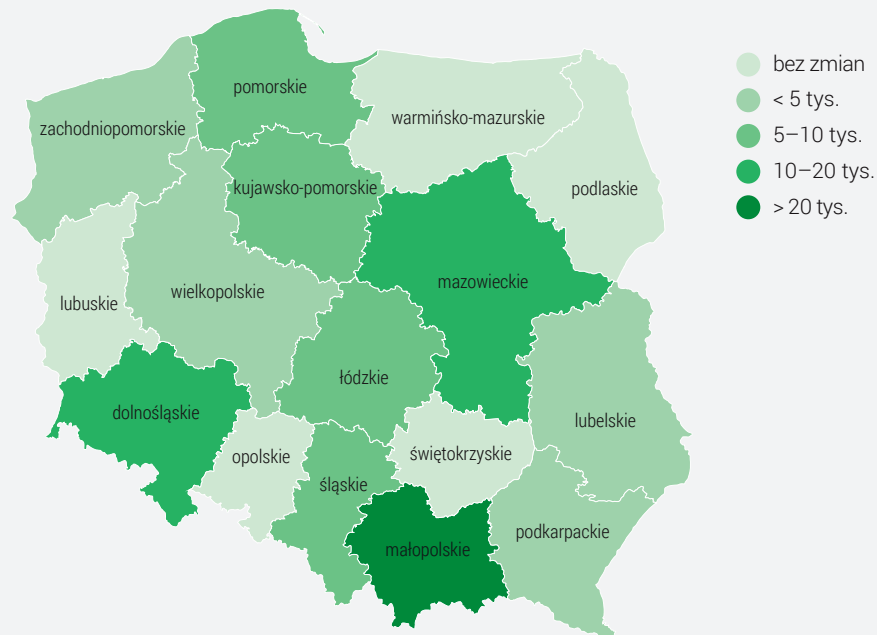 pomorskie
zachodniopomorskie
warmińsko-mazurskie
kujawsko-pomorskie
podlaskie
mazowieckie
lubuskie
wielkopolskie
łódzkie
dolnośląskie
lubelskie
opolskie
świętokrzyskie
śląskie
podkarpackie
małopolskie
bez zmian
< 5 tys.
5–10 tys.
10–20 tys.
> 20 tys.